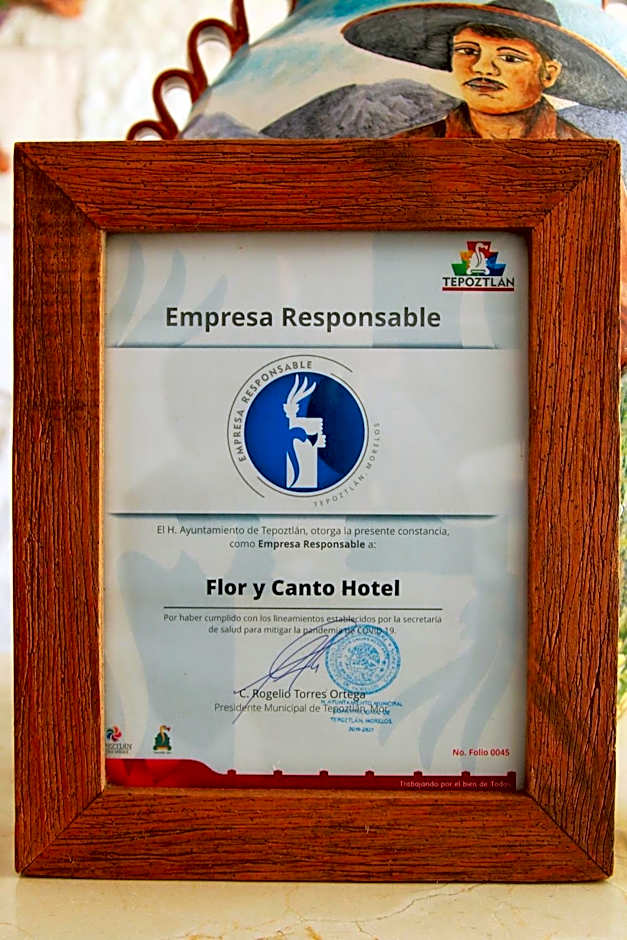 TEPOZTLÁN
Empresa Responsable
EMPRESA RESPONSABLE
TEPOZTLÁN, MORELOS
El H. Ayuntamiento de Tepoztlán, otorga la presente constancia,
como Empresa Responsable a:
Flor y Canto Hotel
Por haber cumplido con los lineamientos establecidos por la secretaría
de salud para mitigar la pandemia de COVID-19.
C. Rogelio Torres Ortega
Presidente Municipal de Tepoztlán, Mor.
H. AYUNTAMIENTO MUNICIPAL
TEPOZTLÁN, MORELOS
2019-2021
No. Folio 0045
Trabajando por el bien de Todos